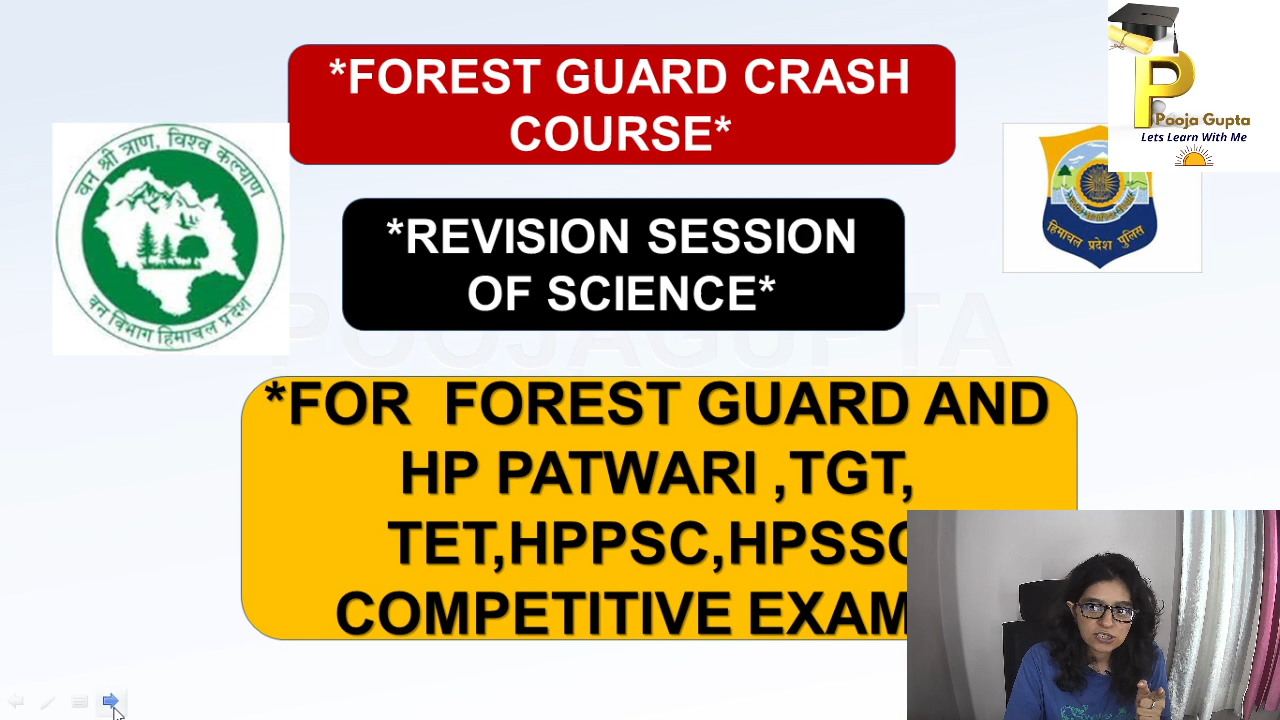 *FOREST GUARD CRASH
COURSE*
Pooja Gupta
Lets Learn With Me
वन श्री त्राण, विश्व कल्याण
वन विभाग हिमाचल प्रदेश
*REVISION SESSION
OF SCIENCE*
हिमाचल प्रदेश पुलिस
POOJAGUPTA
*FOR FOREST GUARD AND
HP PATWARI ,TGT,
TET,HPPSC,HPSSC
COMPETITIVE EXAM